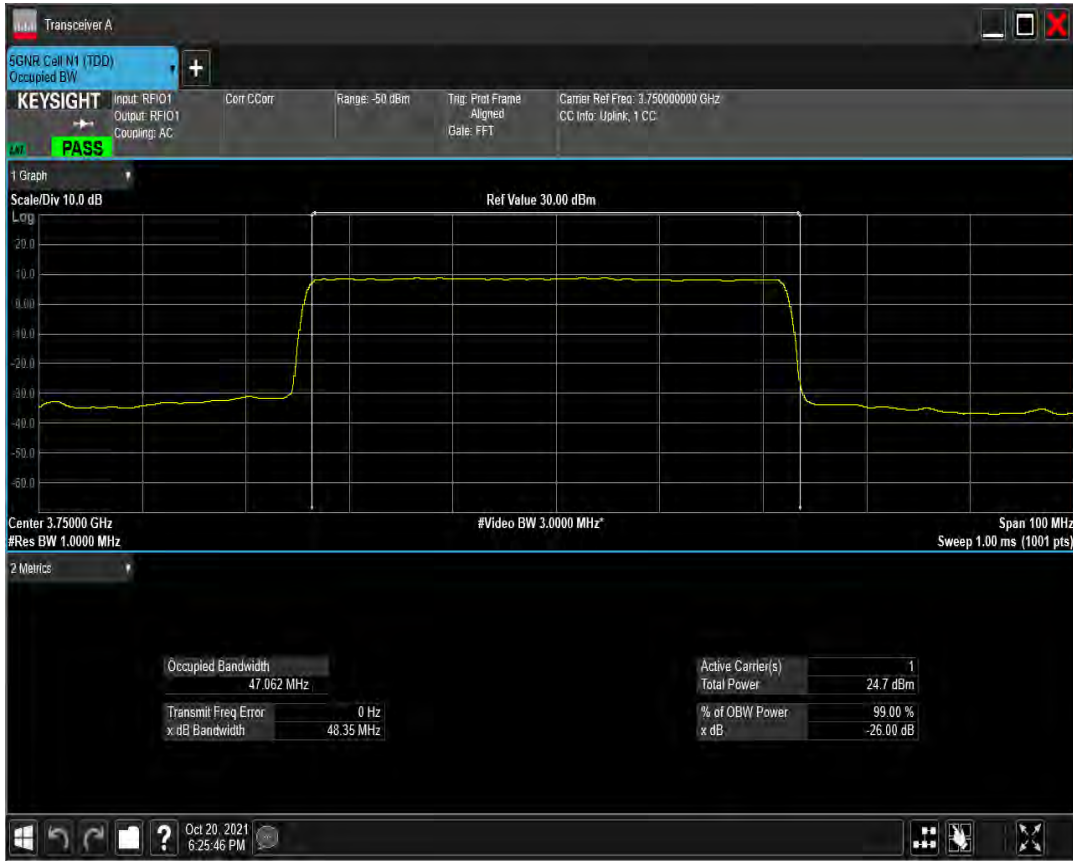 Transceiver A
5GNR Cell N1 (TDD)
Occupied BW
+
KEYSIGHT
Input: RFIO1
Output: RFIO1
Coupling: AC
Corr CCorr
Range: -50 dBm
Trig: Prot Frame
Aligned
Gate: FFT
Carrier Ref Freq: 3.750000000 GHz
CC Info: Uplink, 1 CC
PASS
1 Graph
Scale/Div 10.0 dB
Ref Value 30.00 dBm
Log
20.0
10.0
0.00
-10.0
-20.0
-30.0
-40.0
-50.0
-60.0
Center 3.75000 GHz
#Video BW 3.0000 MHz*
Span 100 MHz
#Res BW 1.0000 MHz
Sweep 1.00 ms (1001 pts)
2 Metrics
Occupied Bandwidth
47.062 MHz
Transmit Freq Error 0 Hz
x dB Bandwidth 48.35 MHz
Active Carrier(s) 1
Total Power 24.7 dBm
% of OBW Power 99.00 %
x dB -26.00 dB
?
Oct 20, 2021
6:25:46 PM